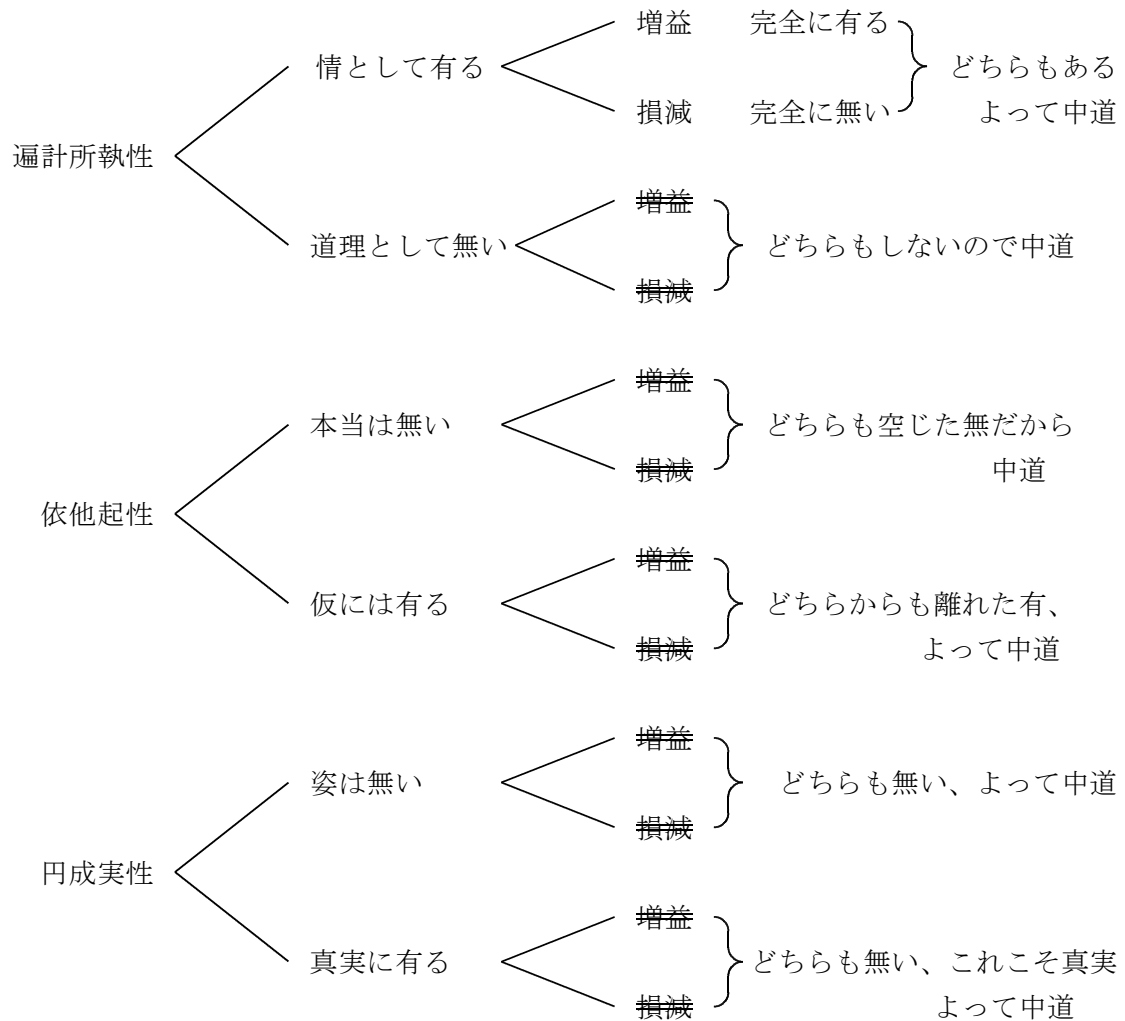 増益 完全に有る
情として有る どちらもある
損減 完全に無い よって中道
遍計所執性
増益
道理として無い どちらもしないので中道
損減
増益
本当は無い どちらも空じた無だから
損減 中道
依他起性
増益
仮には有る どちらからも離れた有、
損減 よって中道
増益
姿は無い どちらも無い、よって中道
損減
円成実性
増益
真実に有る どちらも無い、これこそ真実
損減 よって中道